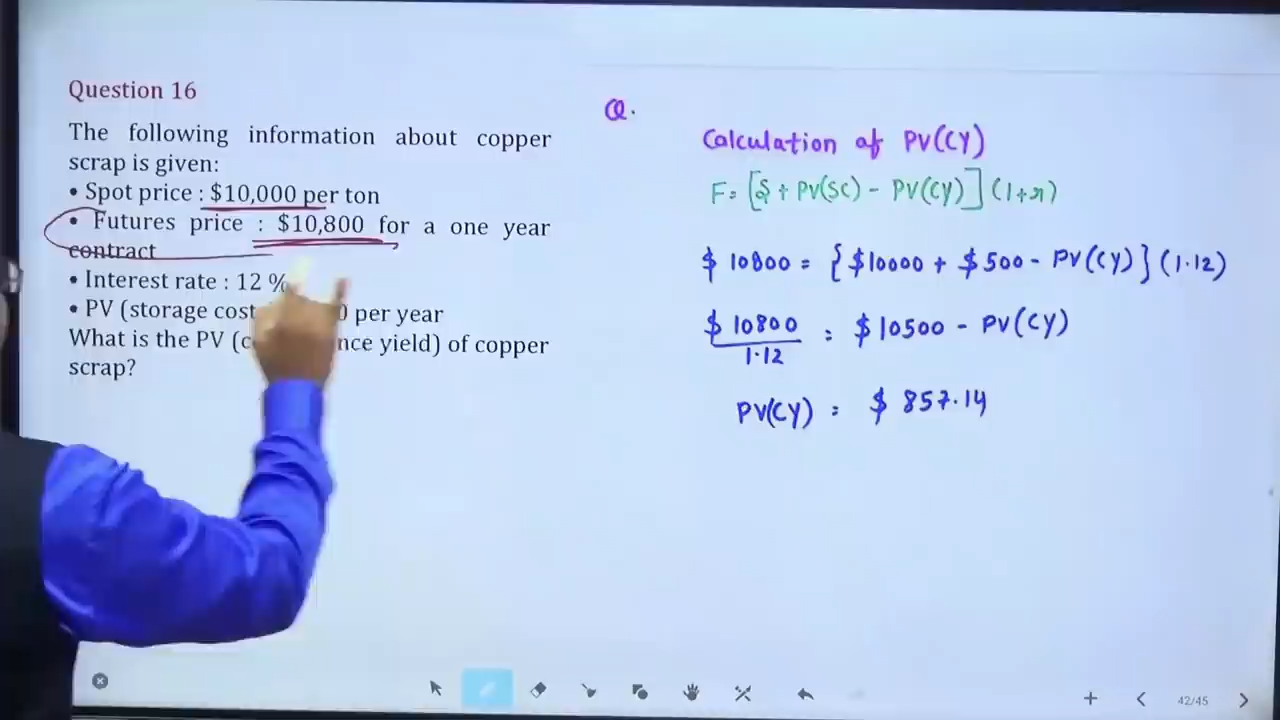 Question 16
The following information about copper
scrap is given:
• Spot price : $10,000 per ton
• Futures price : $10,800 for a one year
contract
• Interest rate : 12 %
• PV (storage cost 0 per year
What is the PV ( nce yield) of copper
scrap?
Q.
Calculation of PV(CY)
F = [S + PV(SC) - PV(CY)] (1+r)
$ 10800 = {$10000 + $500 - PV(CY)} (1.12)
$ 10800 : $ 10500 - PV(CY)
1.12
PV(CY) : $ 857.14
42/45